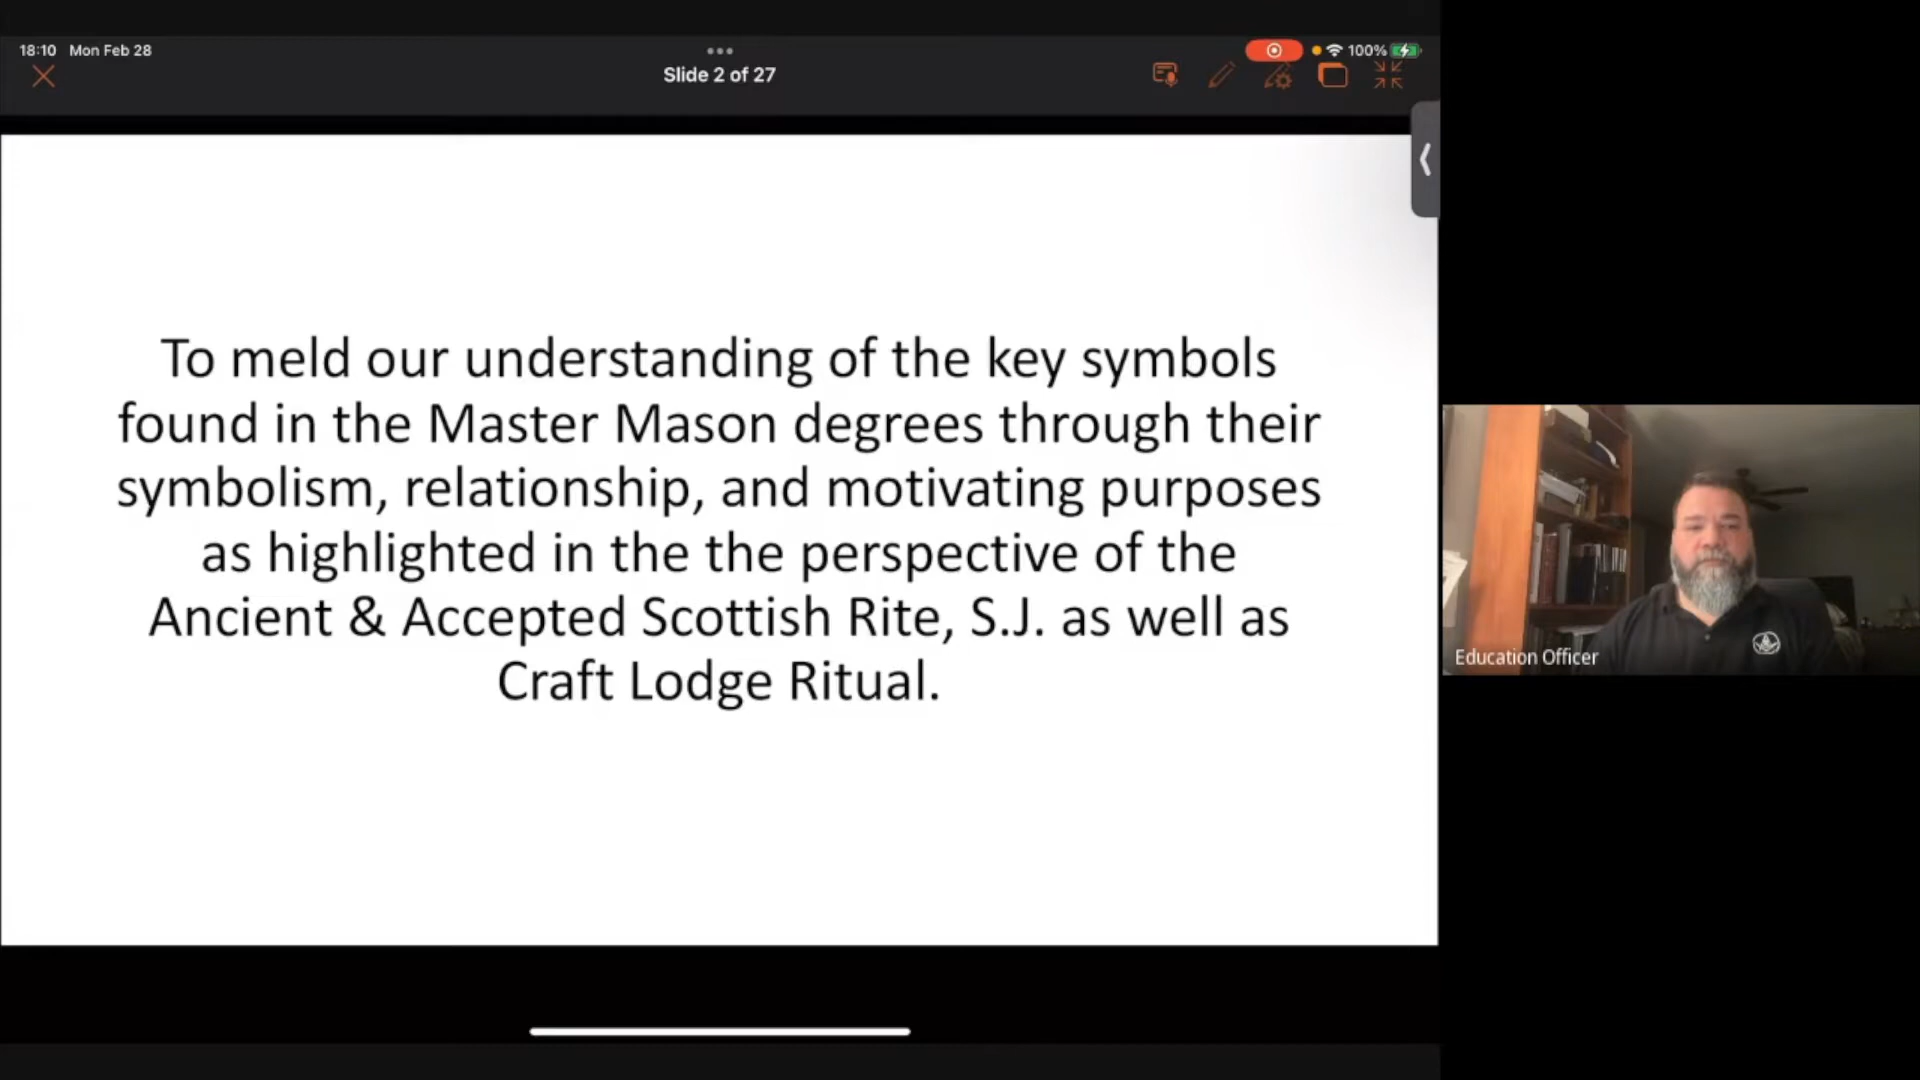 18:10 Mon Feb 28
100%
Slide 2 of 27
To meld our understanding of the key symbols
found in the Master Mason degrees through their
symbolism, relationship, and motivating purposes
as highlighted in the the perspective of the
Ancient & Accepted Scottish Rite, S.J. as well as
Craft Lodge Ritual.
Education Officer